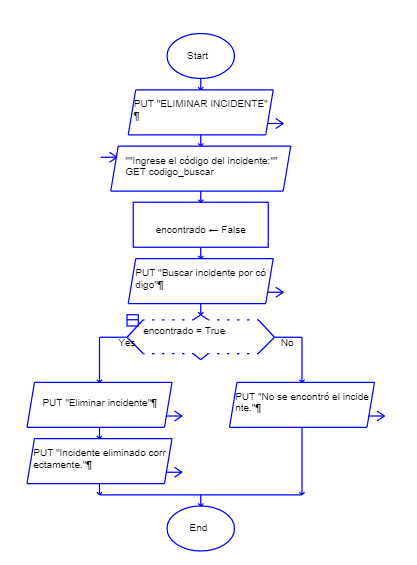 Start
PUT "ELIMINAR INCIDENTE"
¶
""Ingrese el código del incidente:""
GET codigo_buscar
encontrado ← False
PUT "Buscar incidente por có
digo"¶
encontrado = True
Yes
No
PUT "Eliminar incidente"¶
PUT "No se encontró el incide
nte."¶
PUT "Incidente eliminado corr
ectamente."¶
End